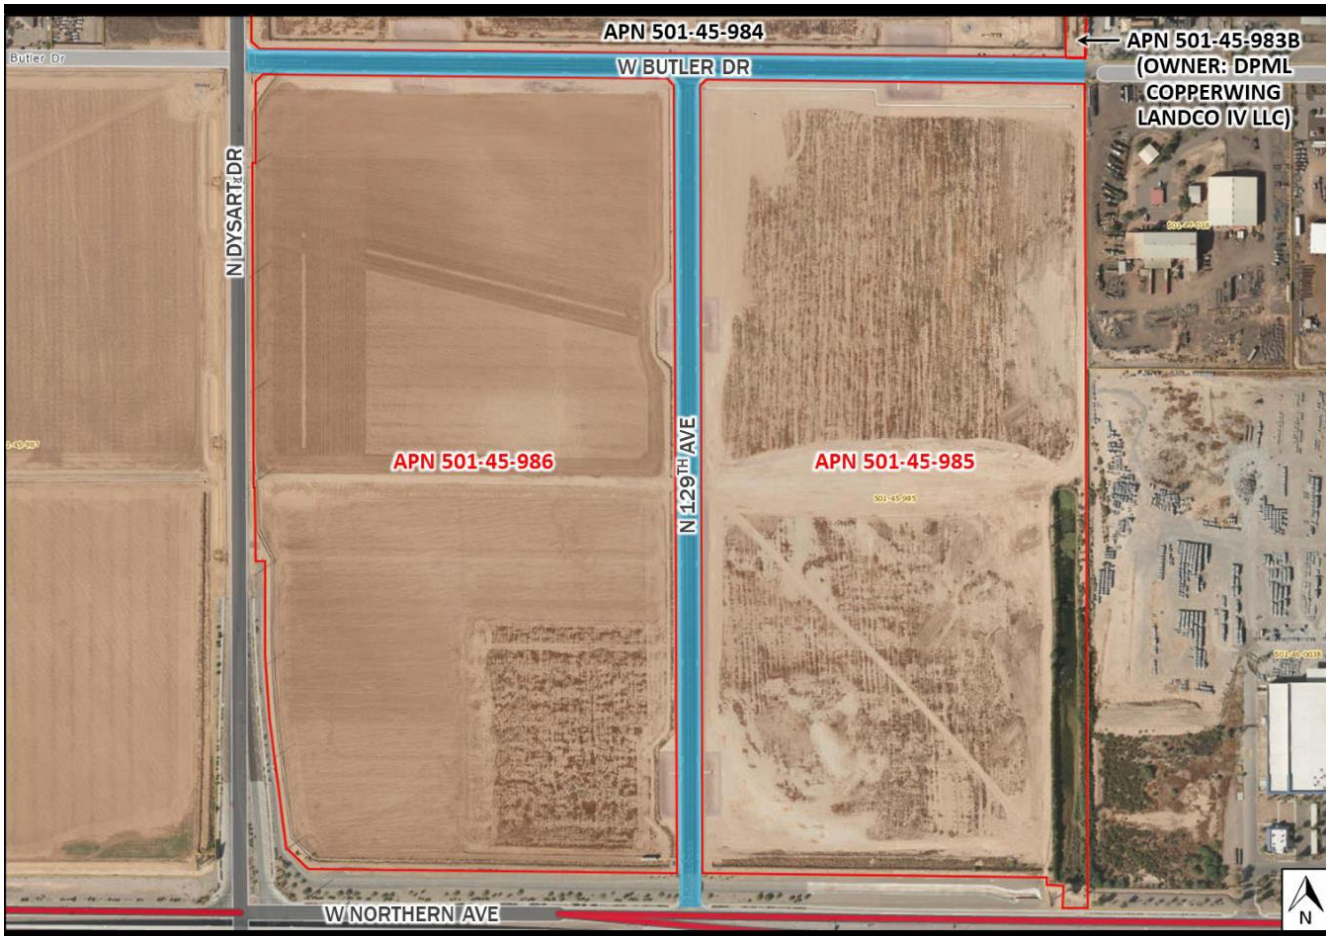 APN 501-45-984
APN 501-45-983B
(OWNER: DPML
COPPERWING
LANDCO IV LLC)
Butler Dr
W BUTLER DR
N DYSART DR
N 129TH AVE
APN 501-45-986
APN 501-45-985
501-45-985
W NORTHERN AVE
N